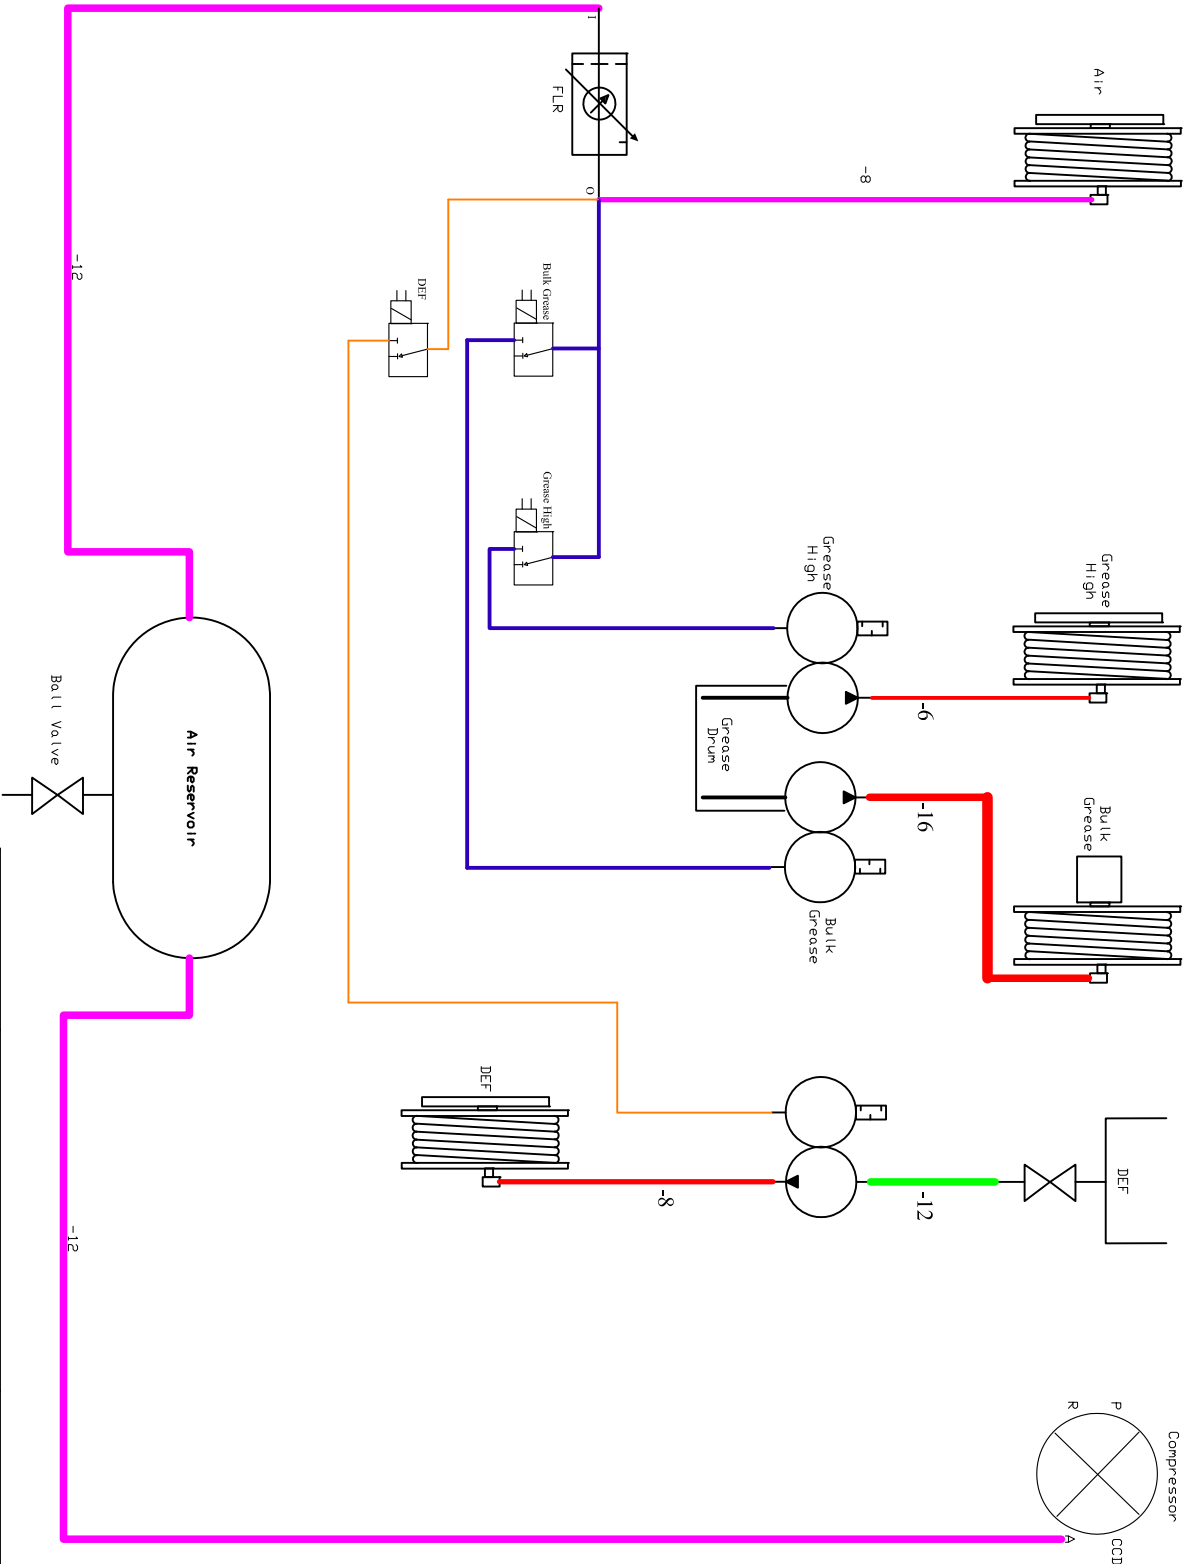 Air
-8
I
FLR
O
-12
DEF
Bulk Grease
Grease High
Grease
High
Grease
High
-6
Grease
Drum
-16
Bulk
Grease
Bulk
Grease
Ball Valve
Air Reservoir
DEF
-8
-12
DEF
-12
Compressor
P
R
A
CCD